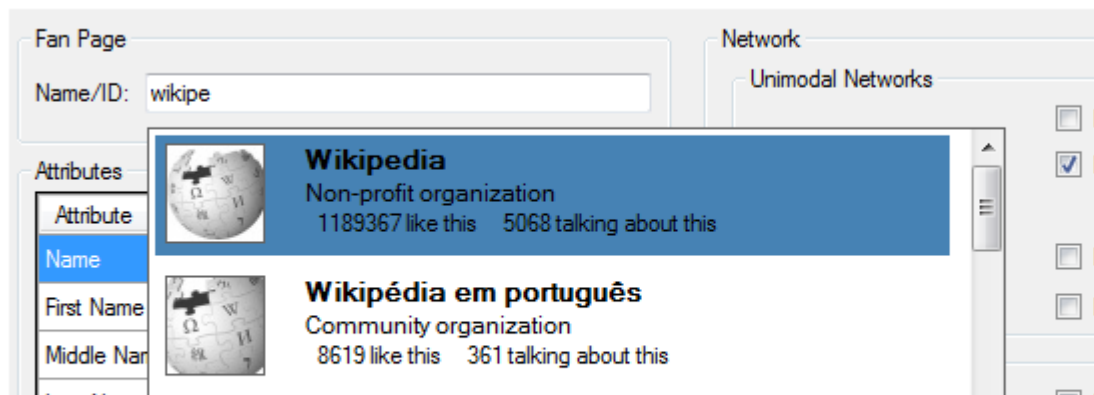 Fan Page
Name/ID: wikipe
Network
Unimodal Networks
Attributes
Attribute
Name
First Name
Middle Nar
Wikipedia
Non-profit organization
1189367 like this 5068 talking about this
Wikipédia em português
Community organization
8619 like this 361 talking about this